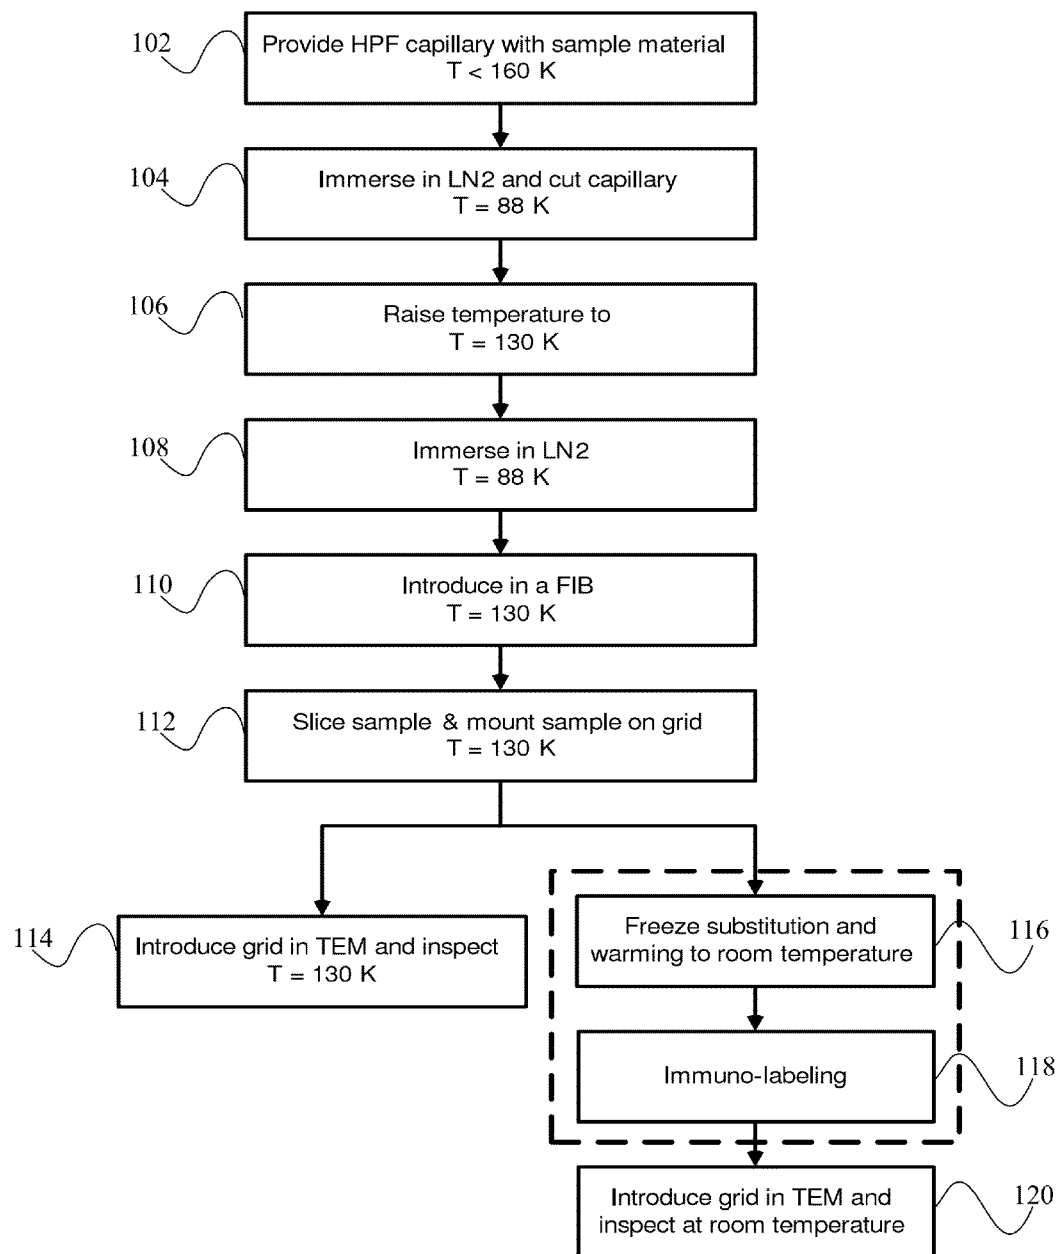 102
Provide HPF capillary with sample material
T < 160 K
104
Immerse in LN2 and cut capillary
T = 88 K
106
Raise temperature to
T = 130 K
108
Immerse in LN2
T = 88 K
110
Introduce in a FIB
T = 130 K
112
Slice sample & mount sample on grid
T = 130 K
114
Introduce grid in TEM and inspect
T = 130 K
Freeze substitution and
warming to room temperature
116
Immuno-labeling
118
Introduce grid in TEM and
inspect at room temperature
120